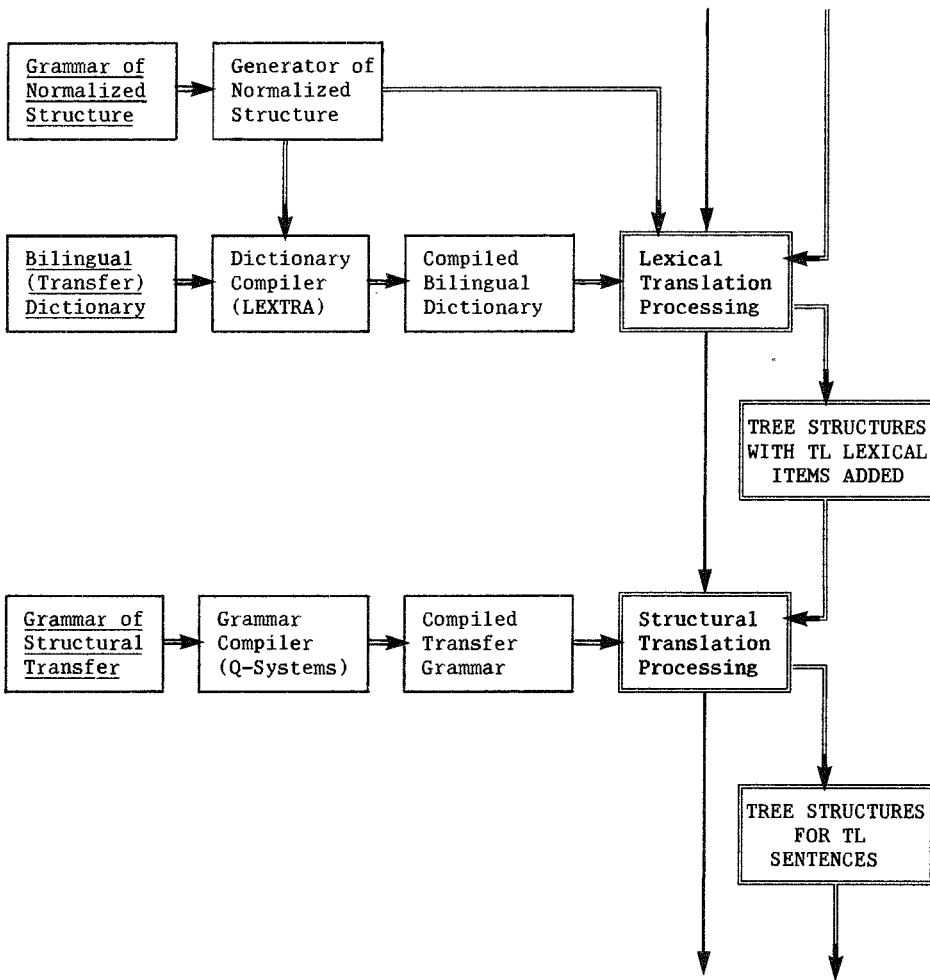 Grammar of
Normalized
Structure
Generator of
Normalized
Structure
Bilingual
(Transfer)
Dictionary
Dictionary
Compiler
(LEXTRA)
Compiled
Bilingual
Dictionary
Lexical
Translation
Processing
TREE STRUCTURES
WITH TL LEXICAL
ITEMS ADDED
Grammar of
Structural
Transfer
Grammar
Compiler
(Q-Systems)
Compiled
Transfer
Grammar
Structural
Translation
Processing
TREE STRUCTURES
FOR TL
SENTENCES